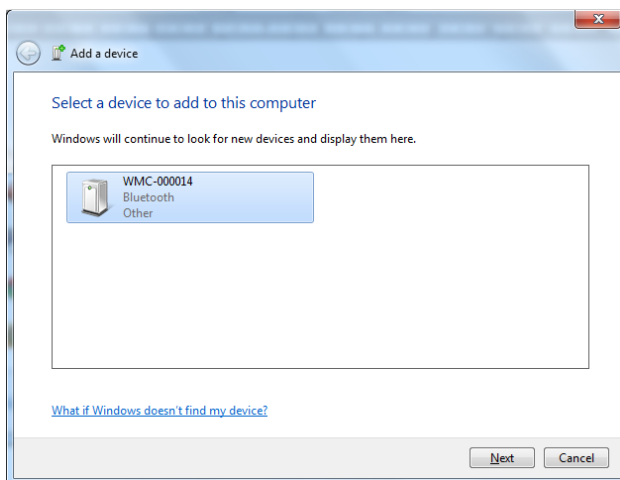 Add a device
Select a device to add to this computer
Windows will continue to look for new devices and display them here.
WMC-000014
Bluetooth
Other
What if Windows doesn't find my device?
Next
Cancel